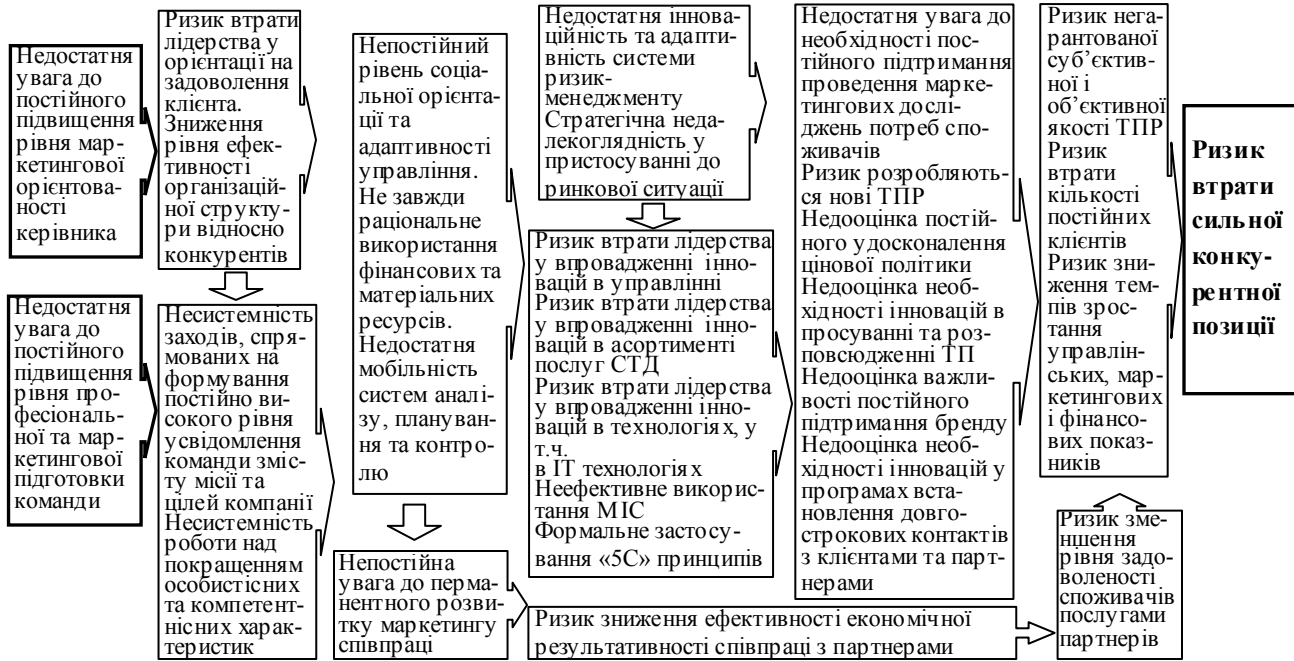 Недостатня
увага до
постійного
підвищення
рівня мар-
кетингової
орієнтова-
ності
керівника
Недостатня
увага до
постійного
підвищення
рівня про-
фесіональ-
ної та мар-
кетингової
підготовки
команди
Ризик втрати
лідерства у
орієнтації на
задоволення
клієнта.
Зниження
рівня ефек-
тивності
організацій-
ної структу-
ри відносно
конкурентів
Несистемність
заходів, спря-
мованих на
формування
постійно ви-
сокого рівня
усвідомлення
команди зміс-
ту місії та
цілей компанії
Несистемність
роботи над
покращенням
особистісних
та компетент-
нісних харак-
теристик
Непостійний
рівень соціа-
льної орієнта-
ції та
адаптивності
управління.
Не завжди
раціональне
використання
фінансових та
матеріальних
ресурсів.
Недостатня
мобільність
систем аналі-
зу, плануван-
ня та контро-
лю
Непостійна
увага до перма-
нентного розви-
тку маркетингу
співпраці
Недостатня іннова-
ційність та адапти-
вність системи
ризик-
менеджменту
Стратегічна неда-
лекоглядність у
пристосуванні до
ринкової ситуації
Ризик втрати лідерства
у впровадженні інно-
вацій в управлінні
Ризик втрати лідерства
у впровадженні інно-
вацій в асортименті
послуг СТД
Ризик втрати лідерства
у впровадженні інно-
вацій в технологіях, у
т.ч.
в ІТ технологіях
Неефективне викорис-
тання МІС
Формальне застосу-
вання «5С» принципів
Ризик зниження ефективності економічної
результативності співпраці з партнерами
Недостатня увага до
необхідності пос-
тійного підтримання
проведення марке-
тингових дослі-
джень потреб спо-
живачів
Ризик розробляють-
ся нові ТПР
Недооцінка постій-
ного удосконалення
цінової політики
Недооцінка необ-
хідності інновацій в
просуванні та роз-
повсюдженні ТП
Недооцінка важли-
вості постійного
підтримання бренду
Недооцінка необ-
хідності інновацій у
програмах вста-
новлення довго-
строкових контактів
з клієнтами та парт-
нерами
Ризик нега-
рантованої
суб’єктив-
ної і
об’єктивної
якості ТПР
Ризик
втрати
кількості
постійних
клієнтів
Ризик зни-
ження тем-
пів зрос-
тання
управлін-
ських, мар-
кетингових
і фінансо-
вих показ-
ників
Ризик зме-
ншення
рівня задо-
воленості
споживачів
послугами
партнерів
Ризик
втрати
сильної
конку-
рентної
позиції